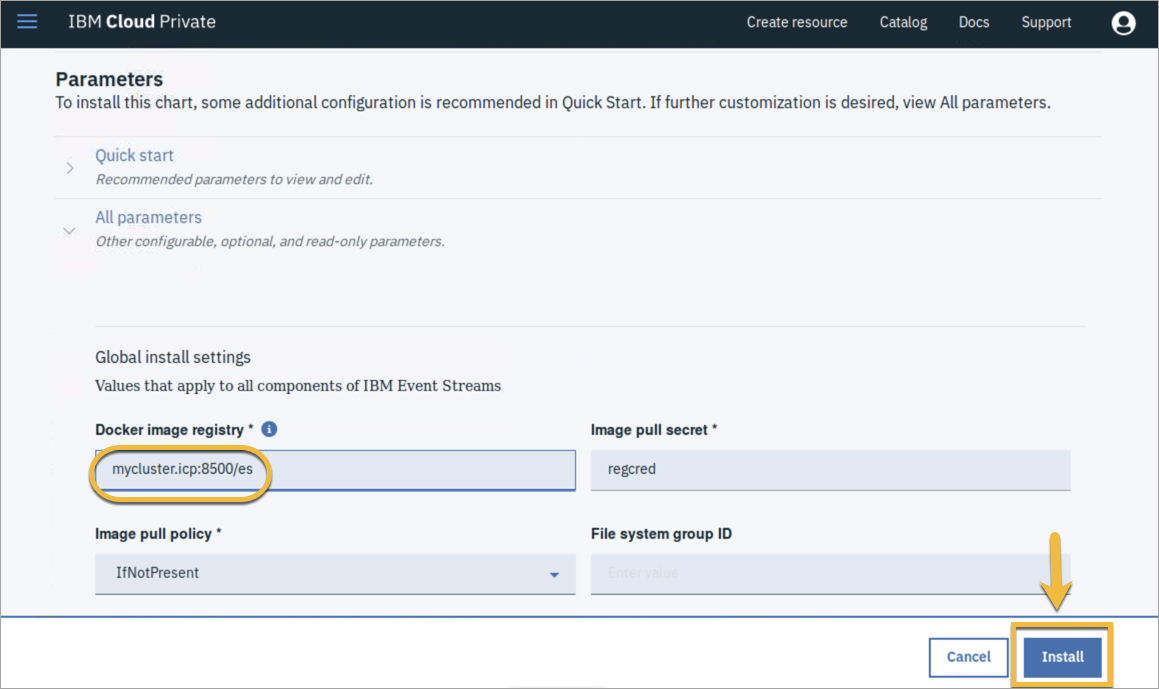 IBM Cloud Private
Create resource Catalog Docs Support
Parameters
To install this chart, some additional configuration is recommended in Quick Start. If further customization is desired, view All parameters.
Quick start
Recommended parameters to view and edit.
All parameters
Other configurable, optional, and read-only parameters.
Global install settings
Values that apply to all components of IBM Event Streams
Docker image registry * i
Image pull secret *
mycluster.icp:8500/es
regcred
Image pull policy *
File system group ID
IfNotPresent
Enter value
Cancel Install